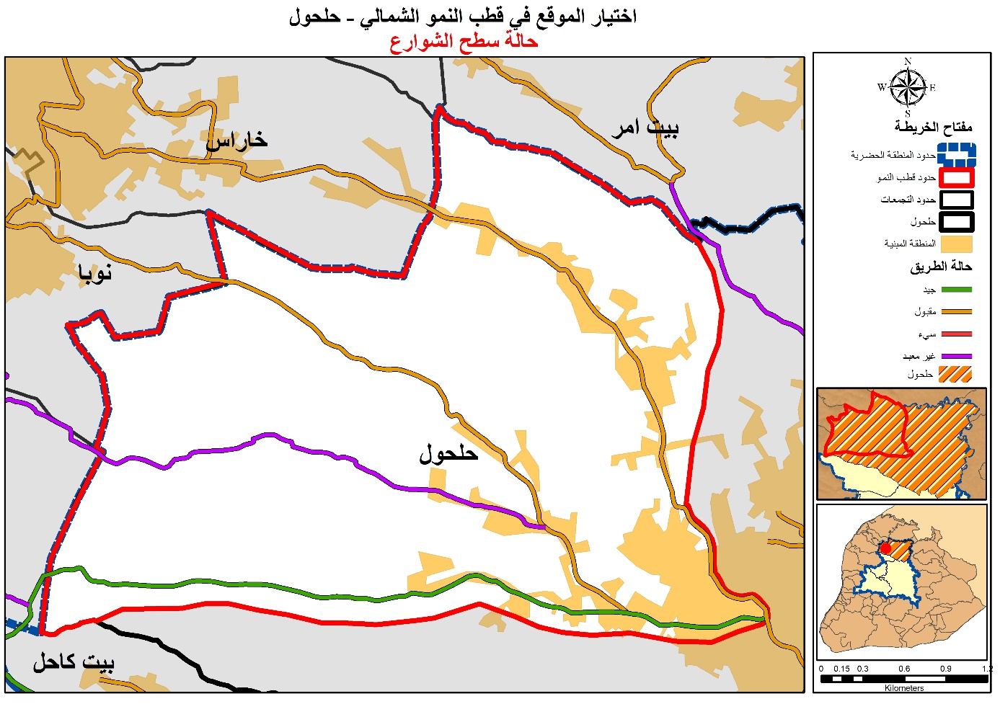 اختيار الموقع في قطب النمو الشمالي - حلحول
حالة سطح الشوارع
بيت امر
خاراس
نوبا
حلحول
بيت كاحل
N
W E
S
مفتاح الخريطة
حدود المنطقة الحضرية
حدود قطب النمو
حدود التجمعات
حلحول
المنطقة المبنية
حالة الطريق
جيد
مقبول
سيء
غير معبد
حلحول
0 0.15 0.3 0.6 0.9 1.2
Kilometers